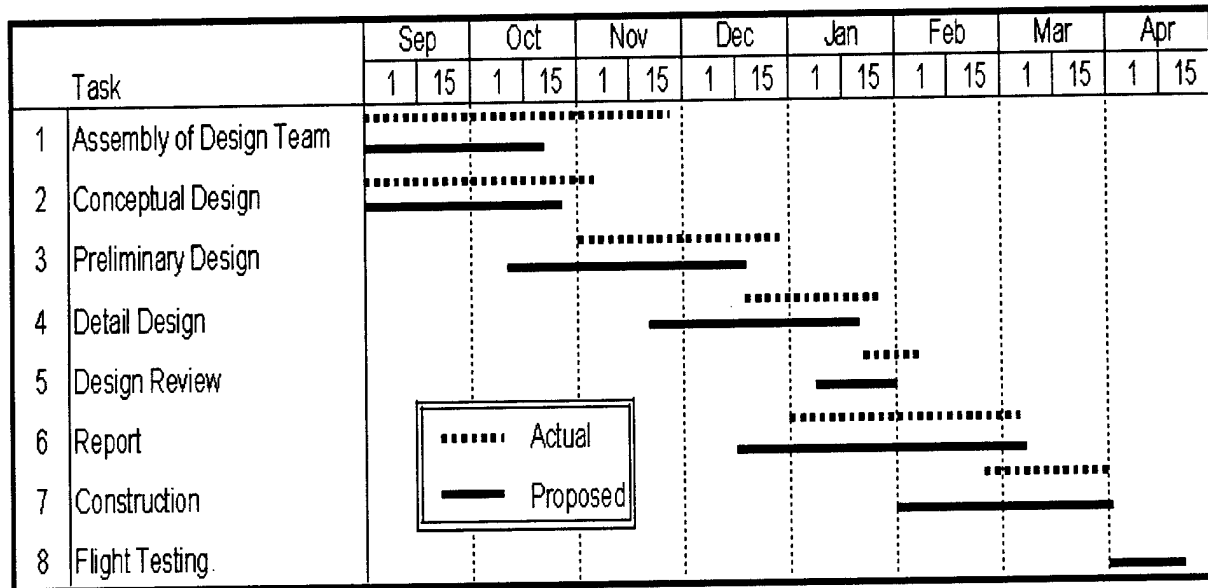 Sep Oct Nov Dec Jan Feb Mar Apr
Task 1 15 1 15 1 15 1 15 1 15 1 15 1 15 1 15
1 Assembly of Design Team
2 Conceptual Design
3 Preliminary Design
4 Detail Design
5 Design Review
6 Report
7 Construction
8 Flight Testing
Actual
Proposed